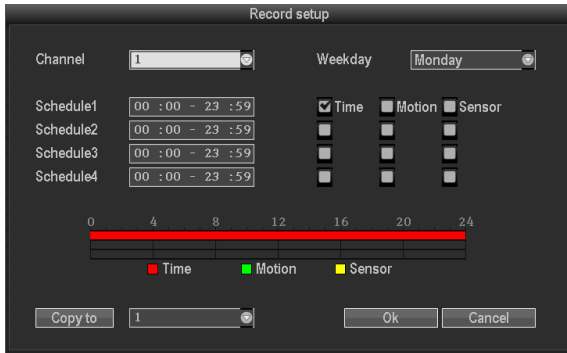 Record setup
Channel 1 Weekday Monday
Schedule1 00 :00 - 23 :59 Time Motion Sensor
Schedule2 00 :00 - 23 :59
Schedule3 00 :00 - 23 :59
Schedule4 00 :00 - 23 :59
0 4 8 12 16 20 24
Time Motion Sensor
Copy to 1 Ok Cancel